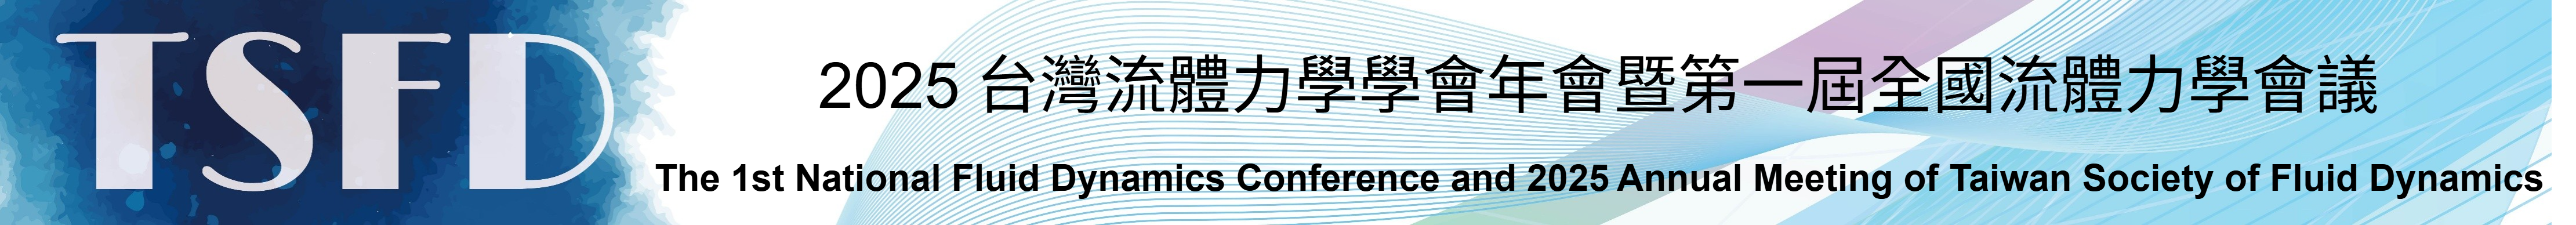 TSFD
2025 台灣流體力學學會年會暨第一屆全國流體力學會議
The 1st National Fluid Dynamics Conference and 2025 Annual Meeting of Taiwan Society of Fluid Dynamics